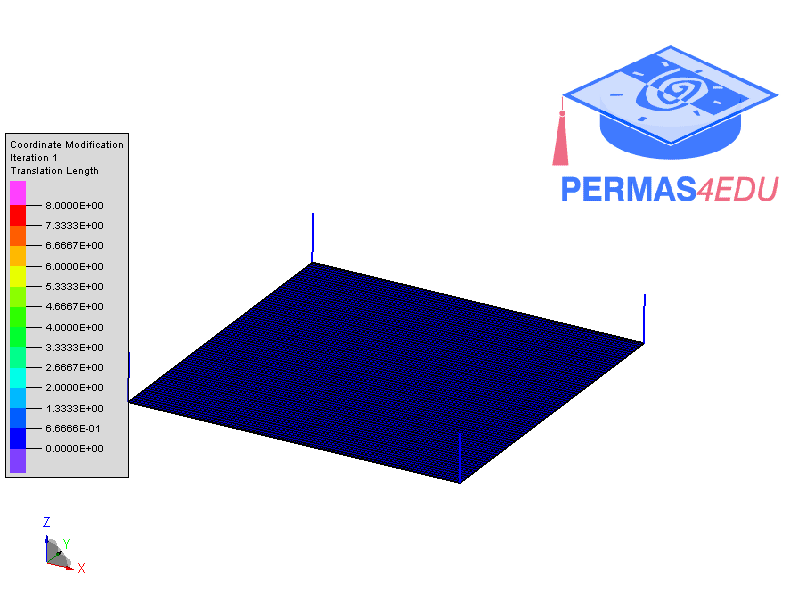 Coordinate Modification
Iteration 1
Translation Length
8.0000E+00
7.3333E+00
6.6667E+00
6.0000E+00
5.3333E+00
4.6667E+00
4.0000E+00
3.3333E+00
2.6667E+00
2.0000E+00
1.3333E+00
6.6666E-01
0.0000E+00
PERMAS4EDU
Z
Y
X